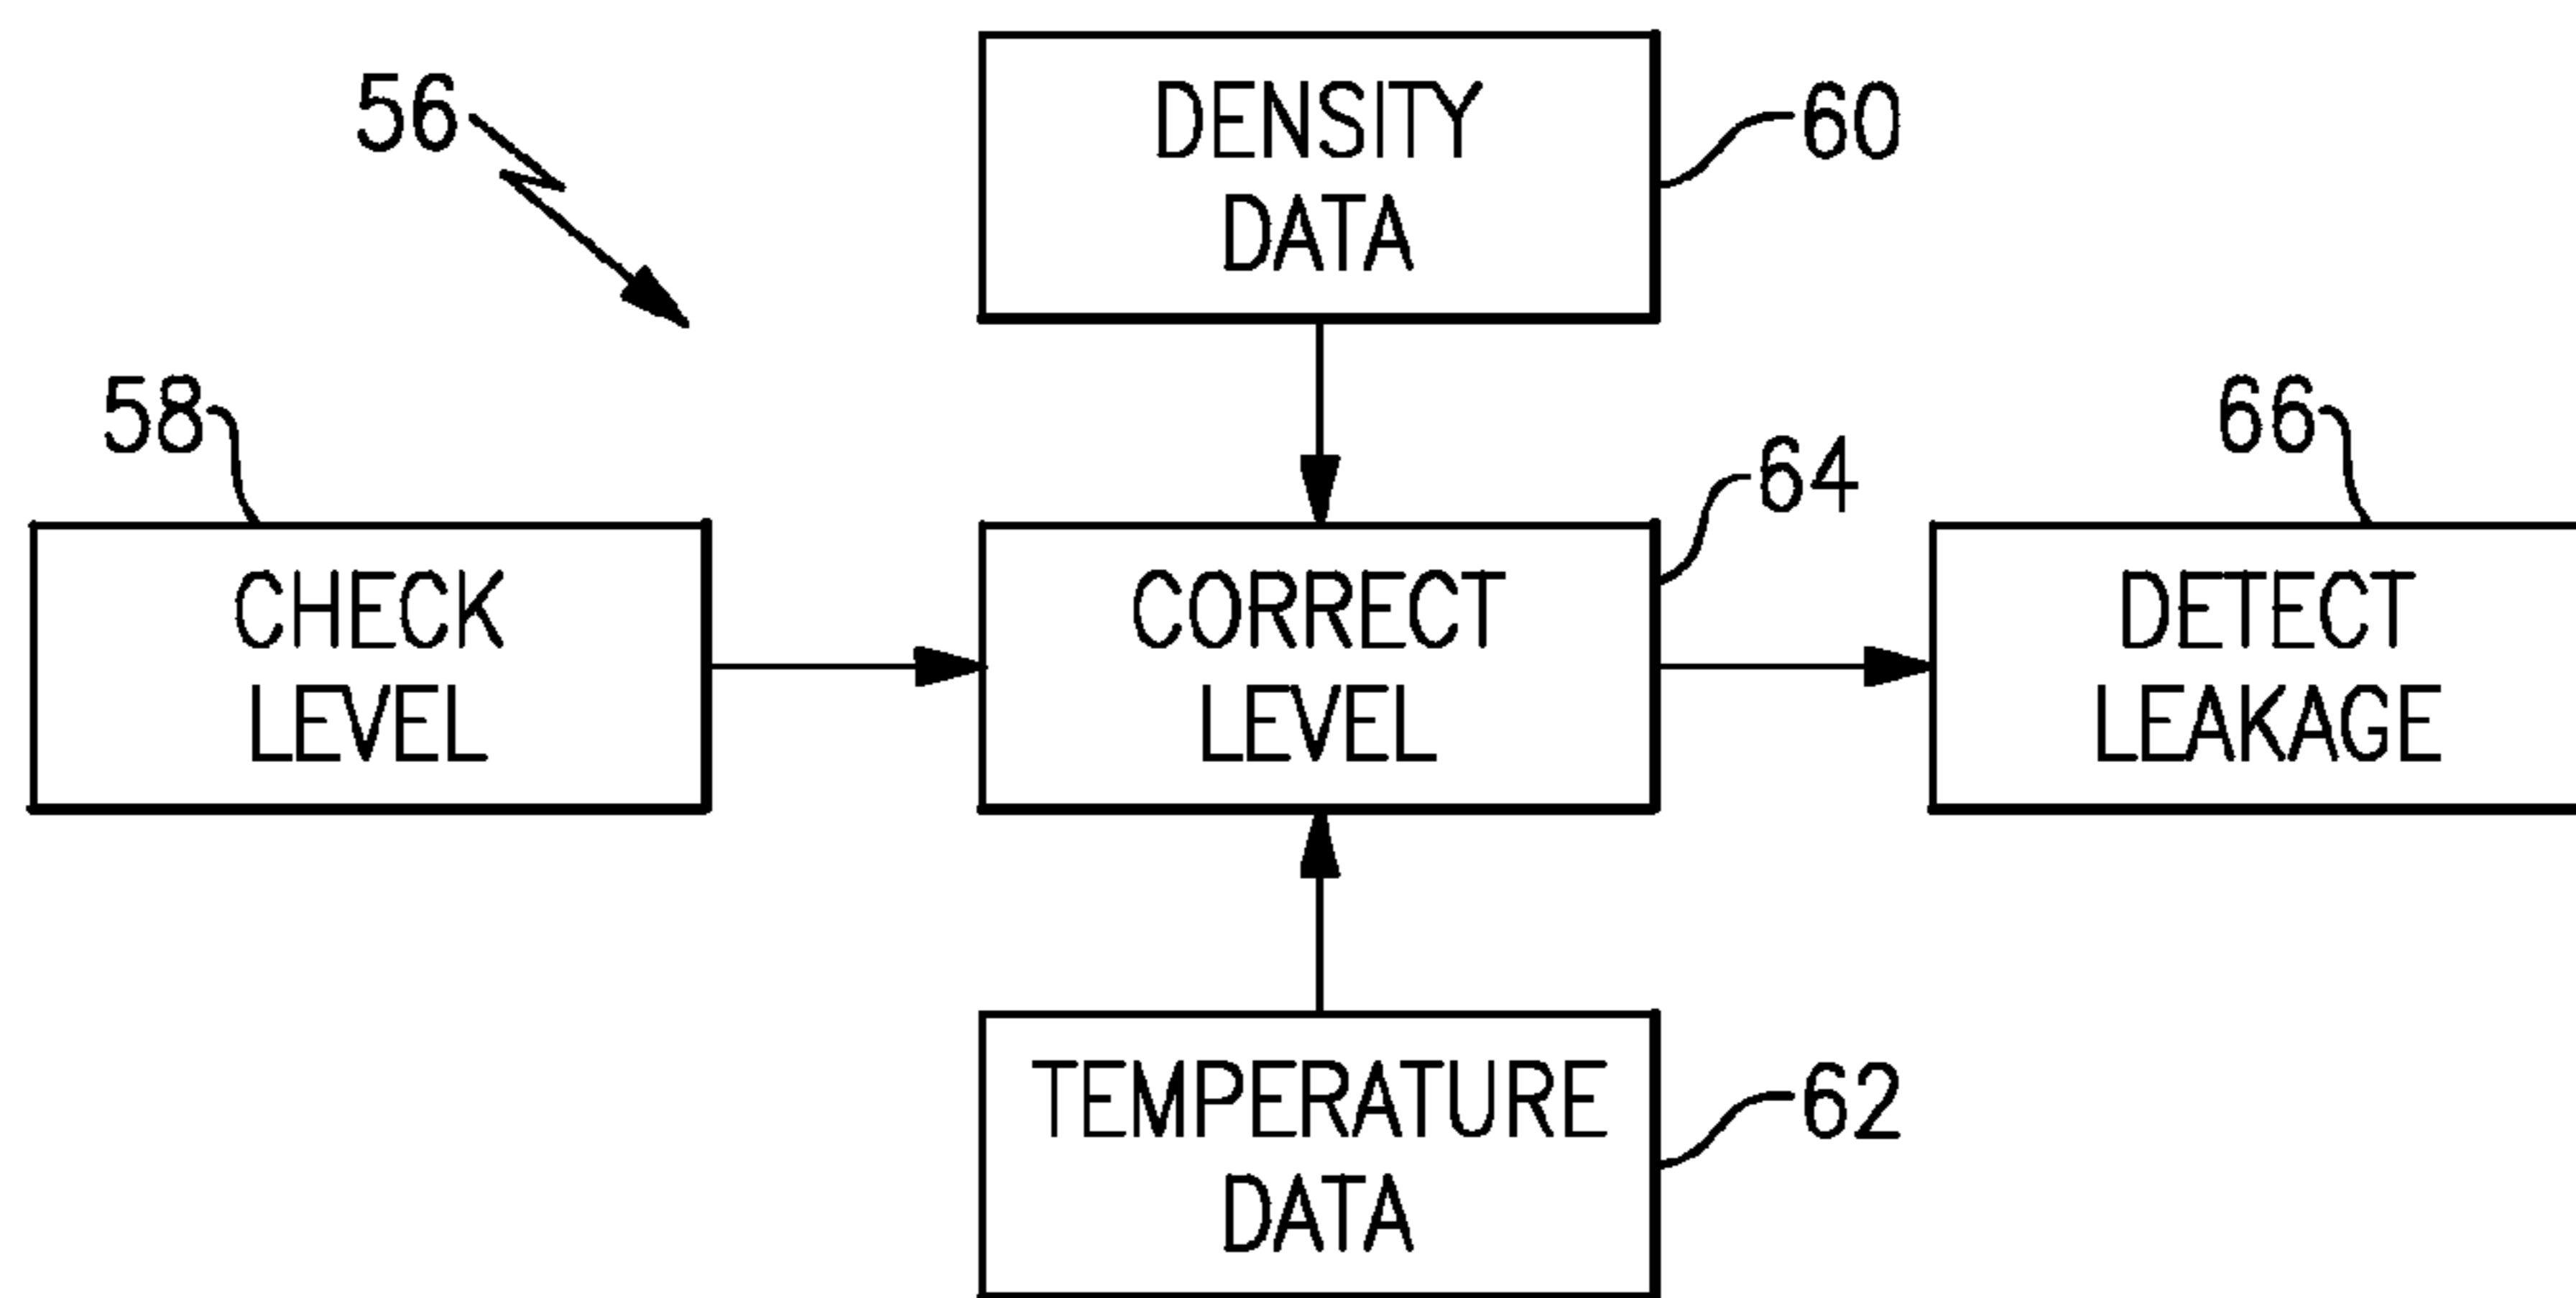 56
DENSITY
DATA
60
58
CHECK
LEVEL
CORRECT
LEVEL
64
66
DETECT
LEAKAGE
TEMPERATURE
DATA
62